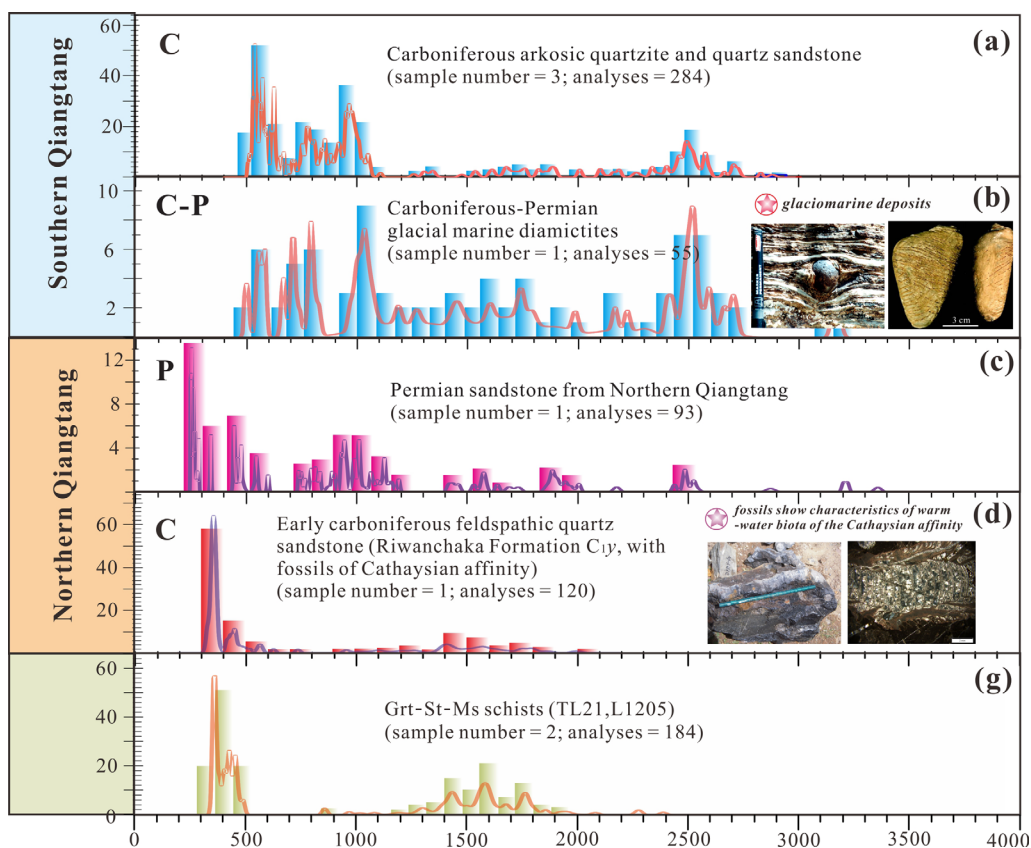 Southern Qiangtang
60
40
20
C
(a)
Carboniferous arkosic quartzite and quartz sandstone
(sample number = 3; analyses = 284)
10
8
6
4
2
C-P
(b)
Carboniferous-Permian
glacial marine diamictites
(sample number = 1; analyses = 55)
glaciomarine deposits
3 cm
Northern Qiangtang
12
8
4
P
(c)
Permian sandstone from Northern Qiangtang
(sample number = 1; analyses = 93)
60
40
20
C
(d)
Early carboniferous feldspathic quartz
sandstone (Riwanchaka Formation C₁y, with
fossils of Cathaysian affinity)
(sample number = 1; analyses = 120)
fossils show characteristics of warm
-water biota of the Cathaysian affinity
60
40
20
0
(g)
Grt-St-Ms schists (TL21,L1205)
(sample number = 2; analyses = 184)
0 500 1000 1500 2000 2500 3000 3500 4000